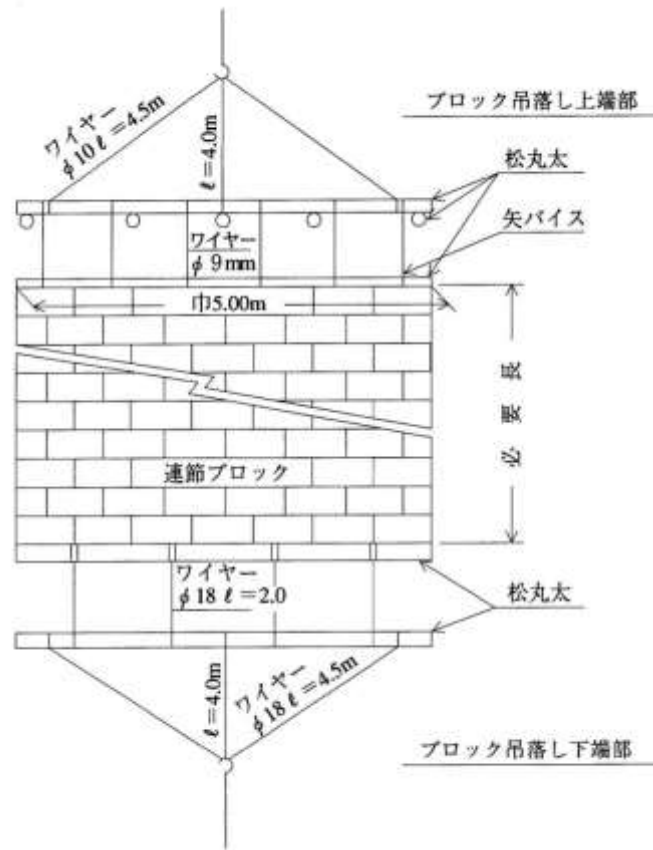 ブロック吊落し上端部
ワイヤー
φ10 ℓ=4.5m
ℓ=4.0m
松丸太
矢バイス
ワイヤー
φ9mm
巾5.00m
必要長
連節ブロック
ワイヤー
φ18 ℓ=2.0
松丸太
ℓ=4.0m
ワイヤー
φ18 ℓ=4.5m
ブロック吊落し下端部